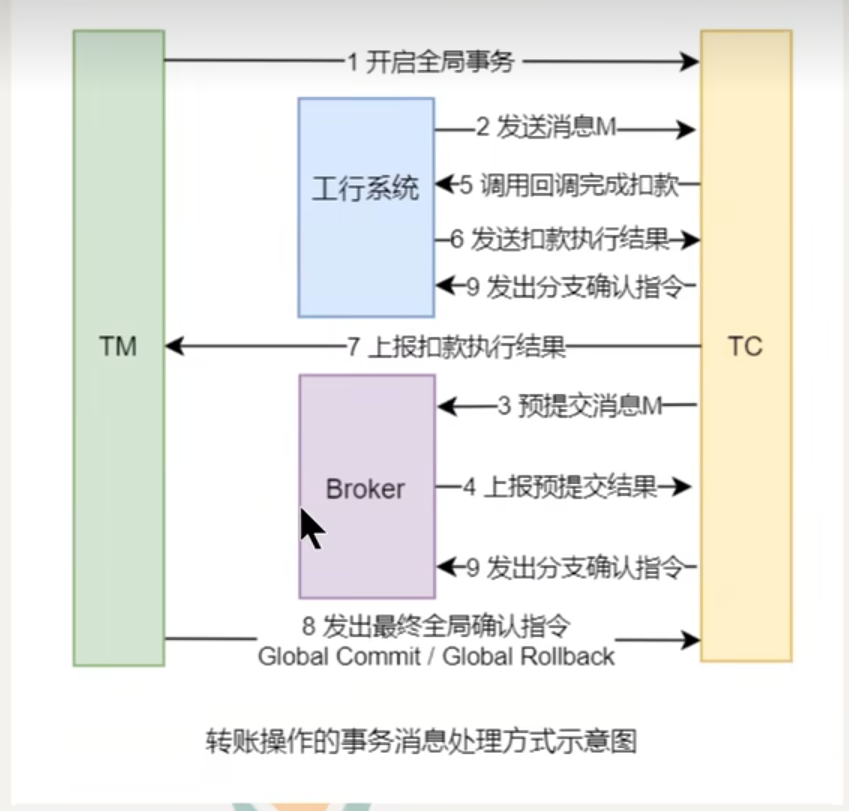 1 开启全局事务
2 发送消息M
工行系统
5 调用回调完成扣款
6 发送扣款执行结果
9 发出分支确认指令
TM
7 上报扣款执行结果
TC
3 预提交消息M
Broker
4 上报预提交结果
9 发出分支确认指令
8 发出最终全局确认指令
Global Commit / Global Rollback
转账操作的事务消息处理方式示意图